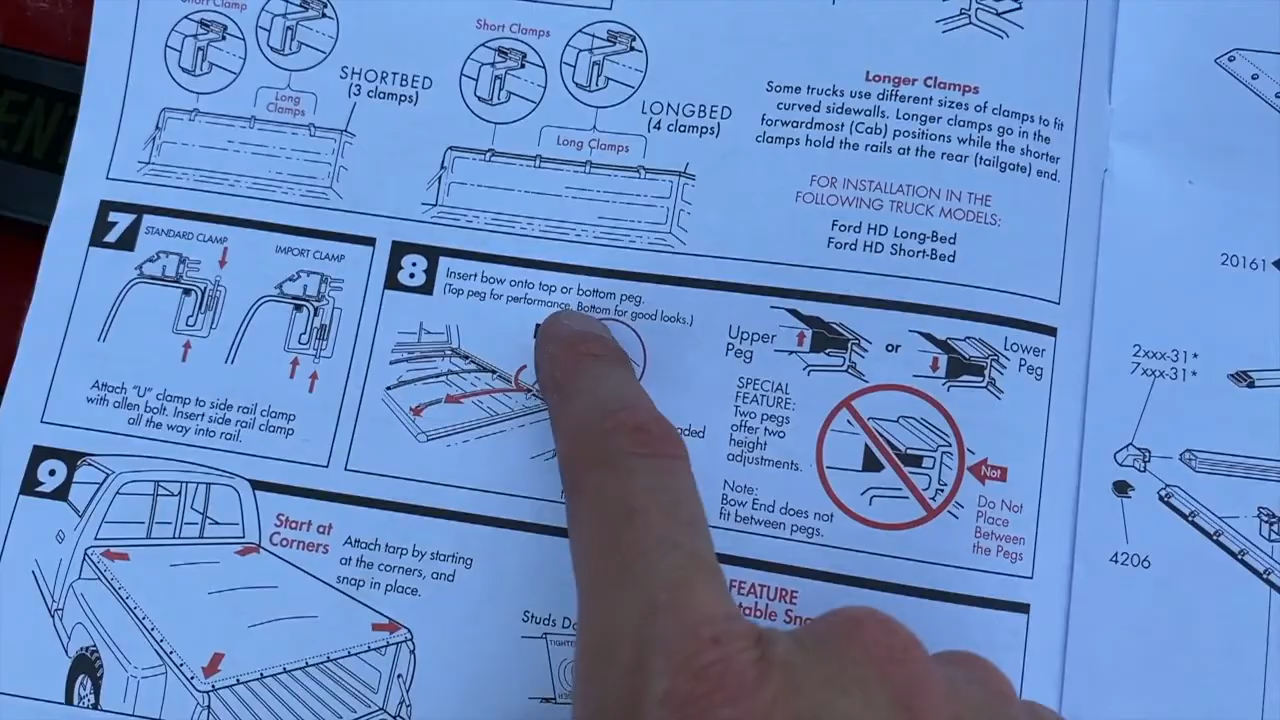 Short Clamp
Short Clamps
SHORTBED
(3 clamps)
Long
Clamps
LONGBED
(4 clamps)
Long Clamps
Longer Clamps
Some trucks use different sizes of clamps to fit
curved sidewalls. Longer clamps go in the
forwardmost (Cab) positions while the shorter
clamps hold the rails at the rear (tailgate) end.
FOR INSTALLATION IN THE
FOLLOWING TRUCK MODELS:
Ford HD Long-Bed
Ford HD Short-Bed
7
STANDARD CLAMP
IMPORT CLAMP
Attach "U" clamp to side rail clamp
with allen bolt. Insert side rail clamp
all the way into rail.
8
Insert bow onto top or bottom peg.
(Top peg for performance. Bottom for good looks.)
Upper
Peg
or
Lower
Peg
SPECIAL
FEATURE:
Two pegs
offer two
height
adjustments.
Note:
Bow End does not
fit between pegs.
Not
Do Not
Place
Between
the Pegs
9
Start at
Corners
Attach tarp by starting
at the corners, and
snap in place.
FEATURE
Studs
20161
2xxx-31*
7xxx-31*
4206